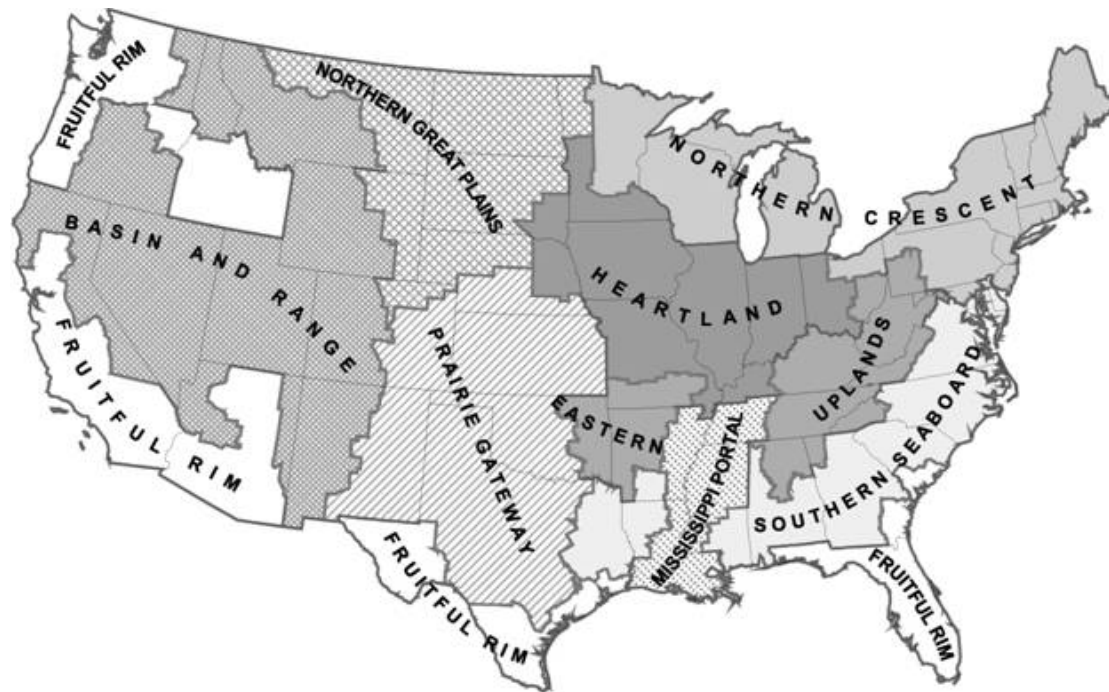 FRUITFUL RIM
NORTHERN GREAT PLAINS
NORTHERN CRESCENT
BASIN AND RANGE
HEARTLAND
FRUITFUL RIM
PRAIRIE GATEWAY
EASTERN UPLANDS
MISSISSIPPI PORTAL
SOUTHERN SEABOARD
FRUITFUL RIM
FRUITFUL RIM